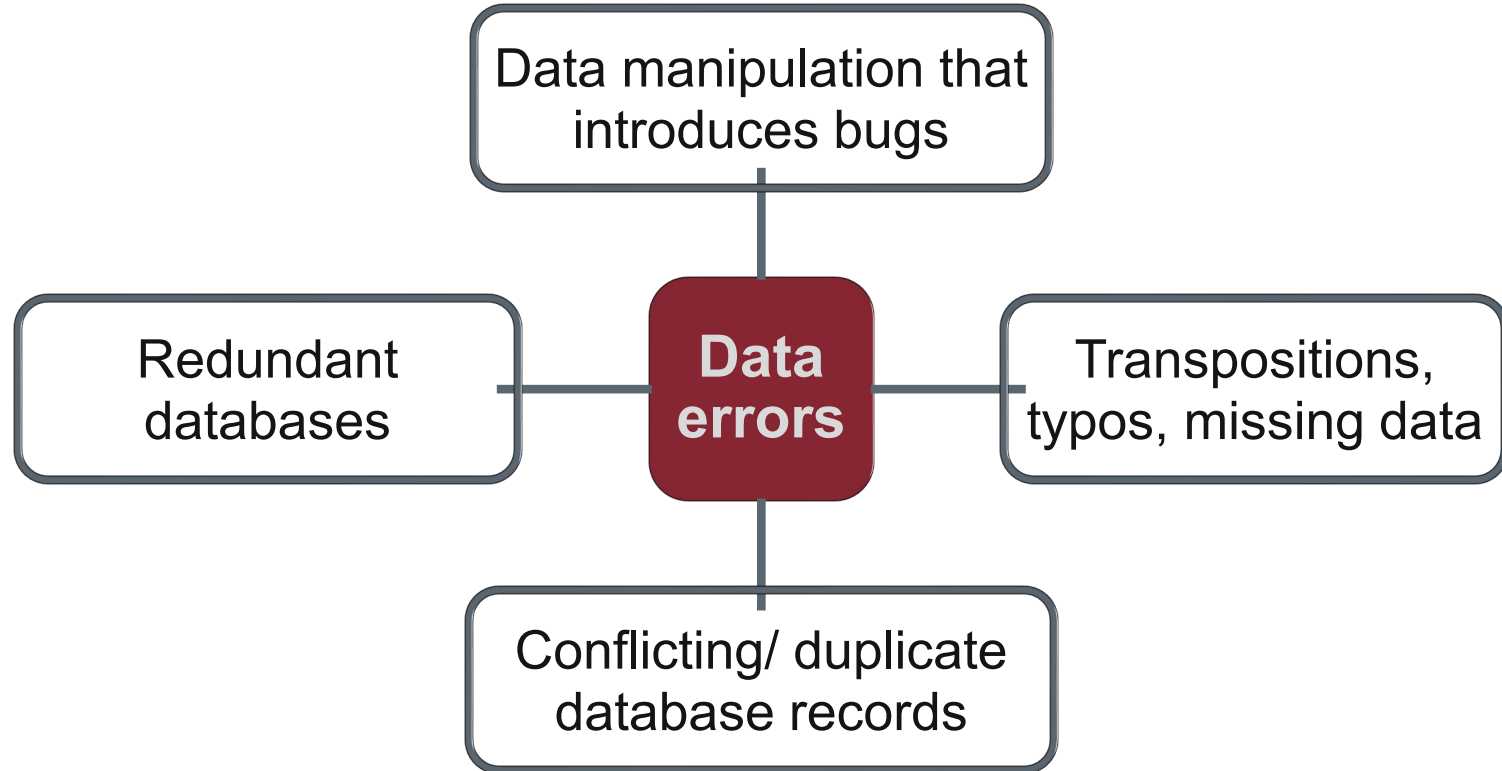 Data manipulation that
introduces bugs
Redundant
databases
Data
errors
Transpositions,
typos, missing data
Conflicting/ duplicate
database records